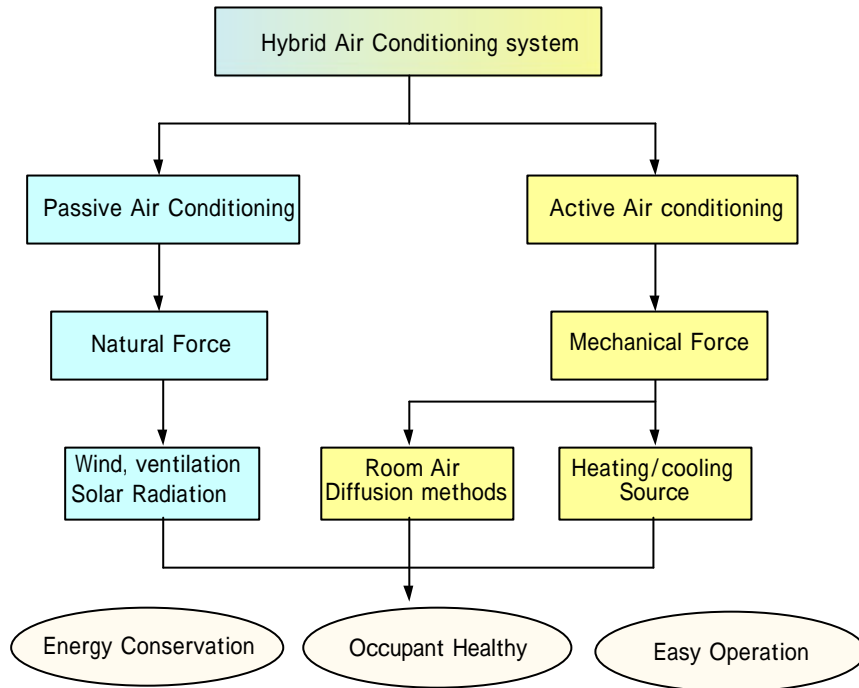 Hybrid Air Conditioning system
Passive Air Conditioning
Active Air conditioning
Natural Force
Mechanical Force
Wind, ventilation
Solar Radiation
Room Air
Diffusion methods
Heating/cooling
Source
Energy Conservation
Occupant Healthy
Easy Operation